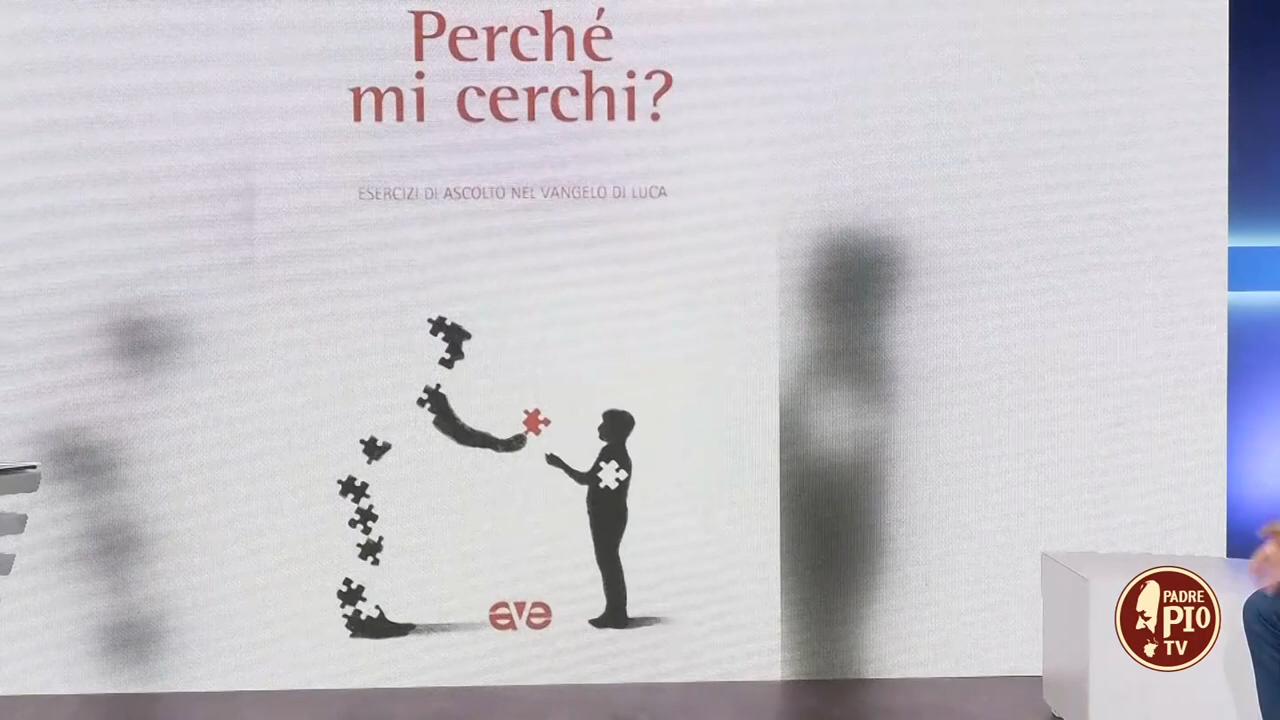 Perché
mi cerchi?
ESERCIZI DI ASCOLTO NEL VANGELO DI LUCA
eve
PADRE
PIO
TV